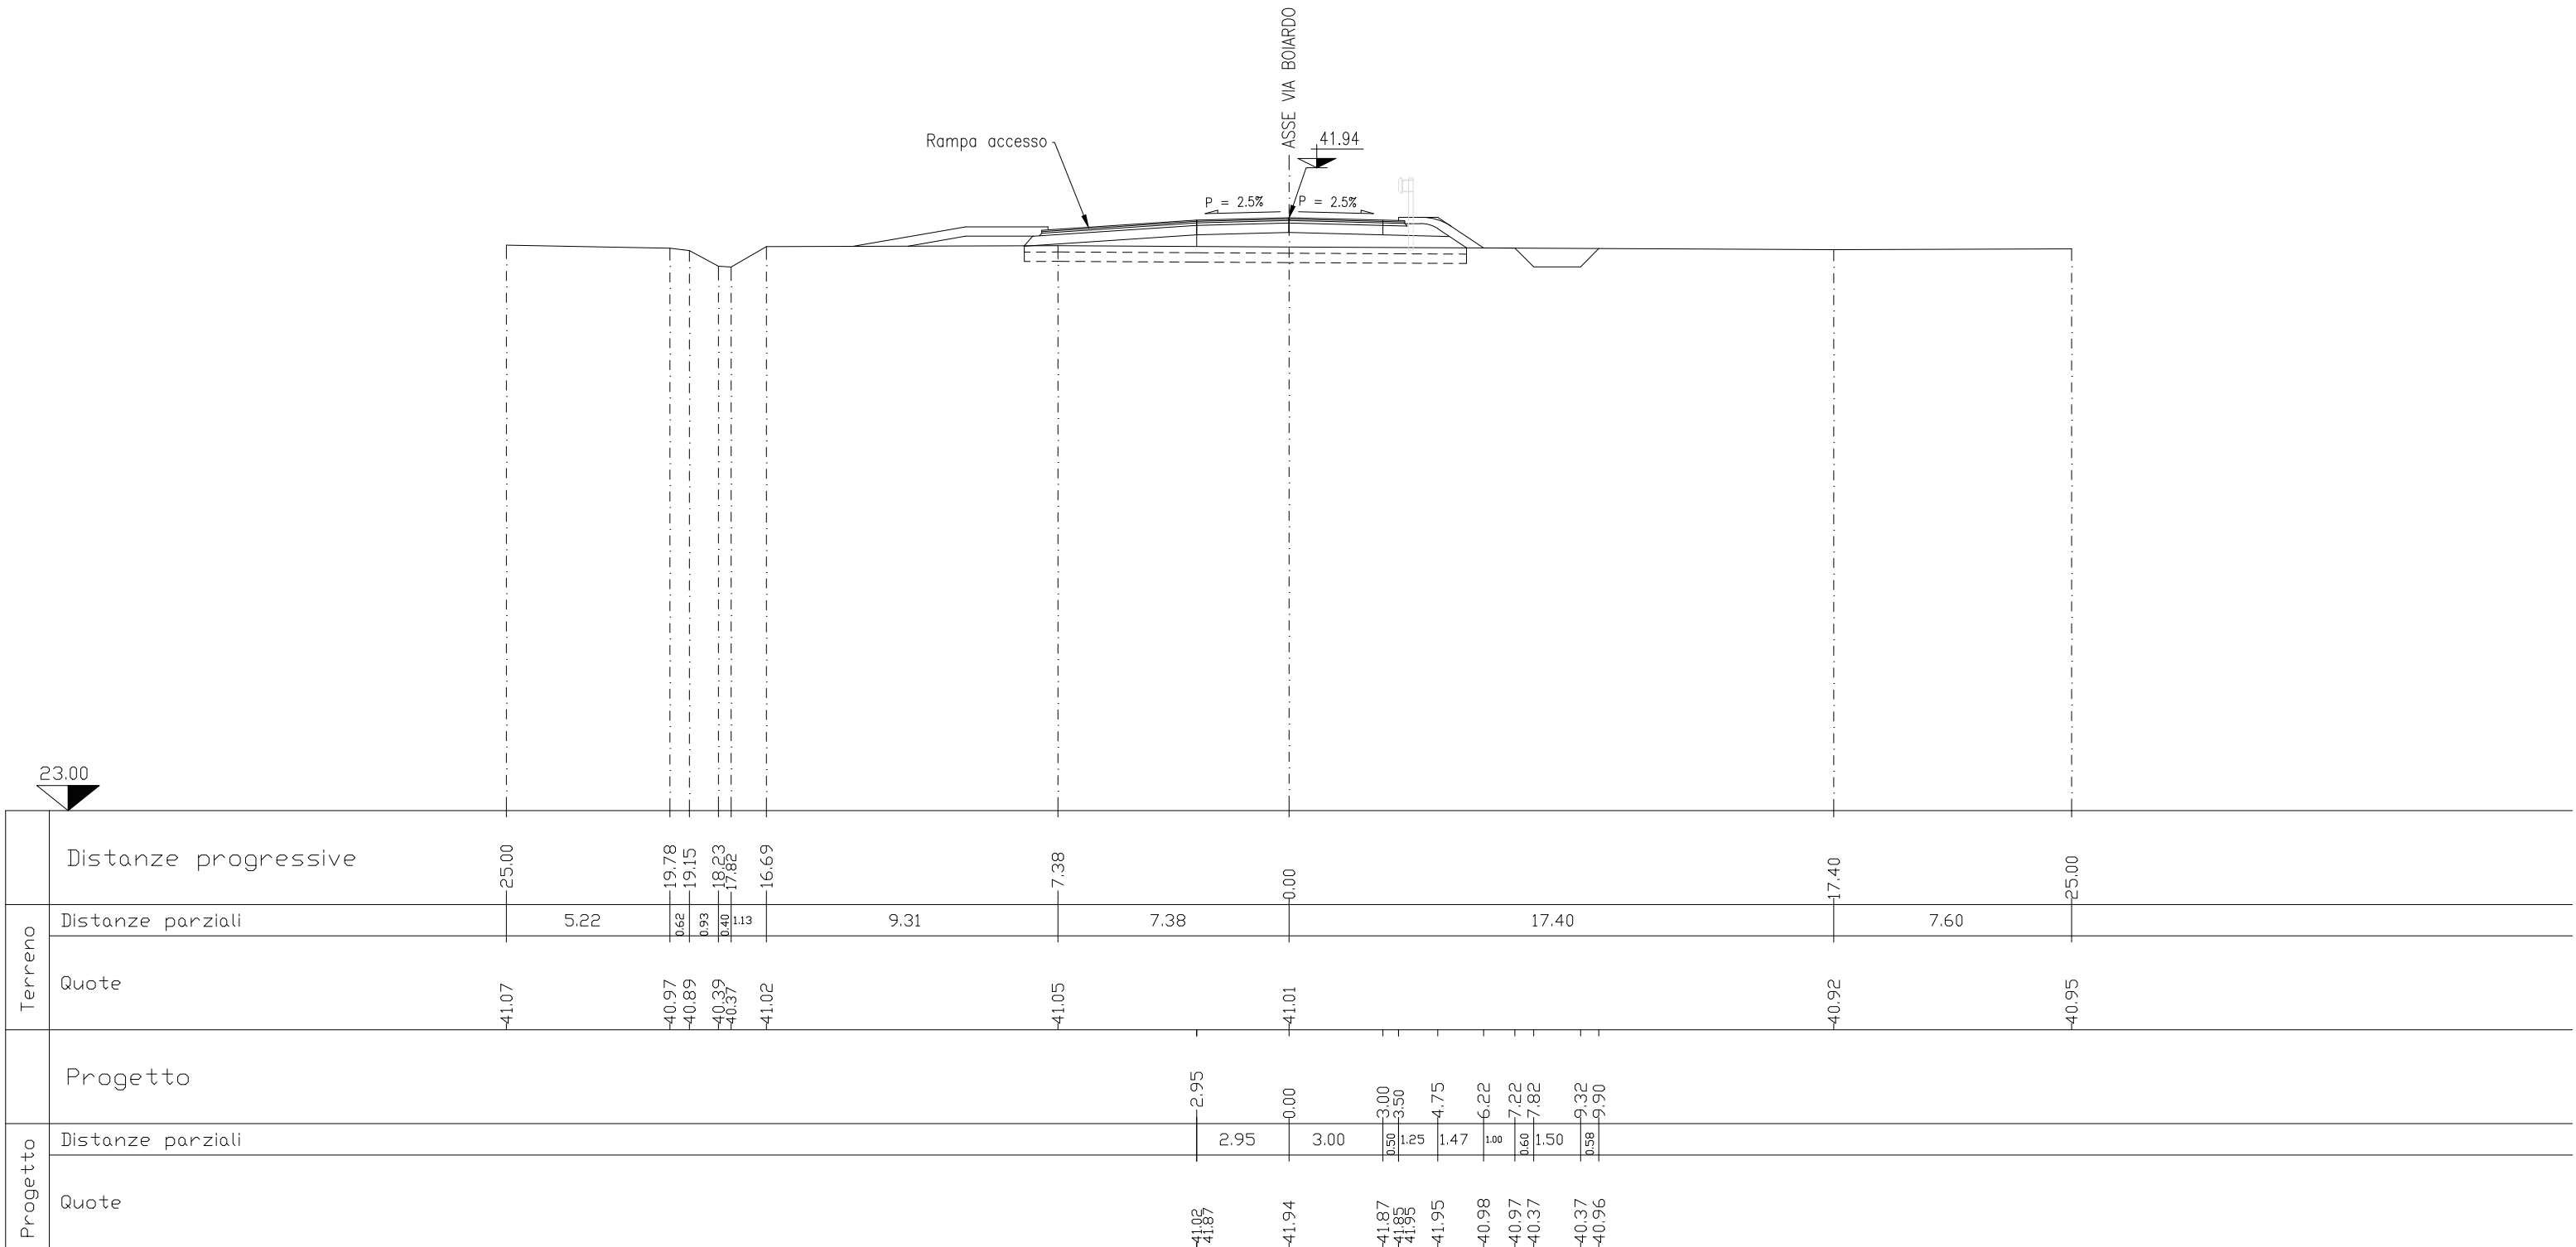 ASSE VIA BOIARDO
41.94
Rampa accesso
P = 2.5%
P = 2.5%
23.00
Distanze progressive
25.00 19.78 19.15 18.23 17.82 16.69 7.38 0.00 17.40 25.00
Terreno
Distanze parziali
5.22 0.62 0.93 0.40 1.13 9.31 7.38 17.40 7.60
Quote
41.07 40.97 40.89 40.39 40.37 41.02 41.05 41.01 40.92 40.95
Progetto
2.95 0.00 3.00 3.50 4.75 6.22 7.22 7.82 9.32 9.90
Progetto
Distanze parziali
2.95 3.00 0.50 1.25 1.47 1.00 0.60 1.50 0.58
Quote
41.02 41.87 41.94 41.87 41.85 41.95 41.95 40.98 40.97 40.37 40.37 40.96